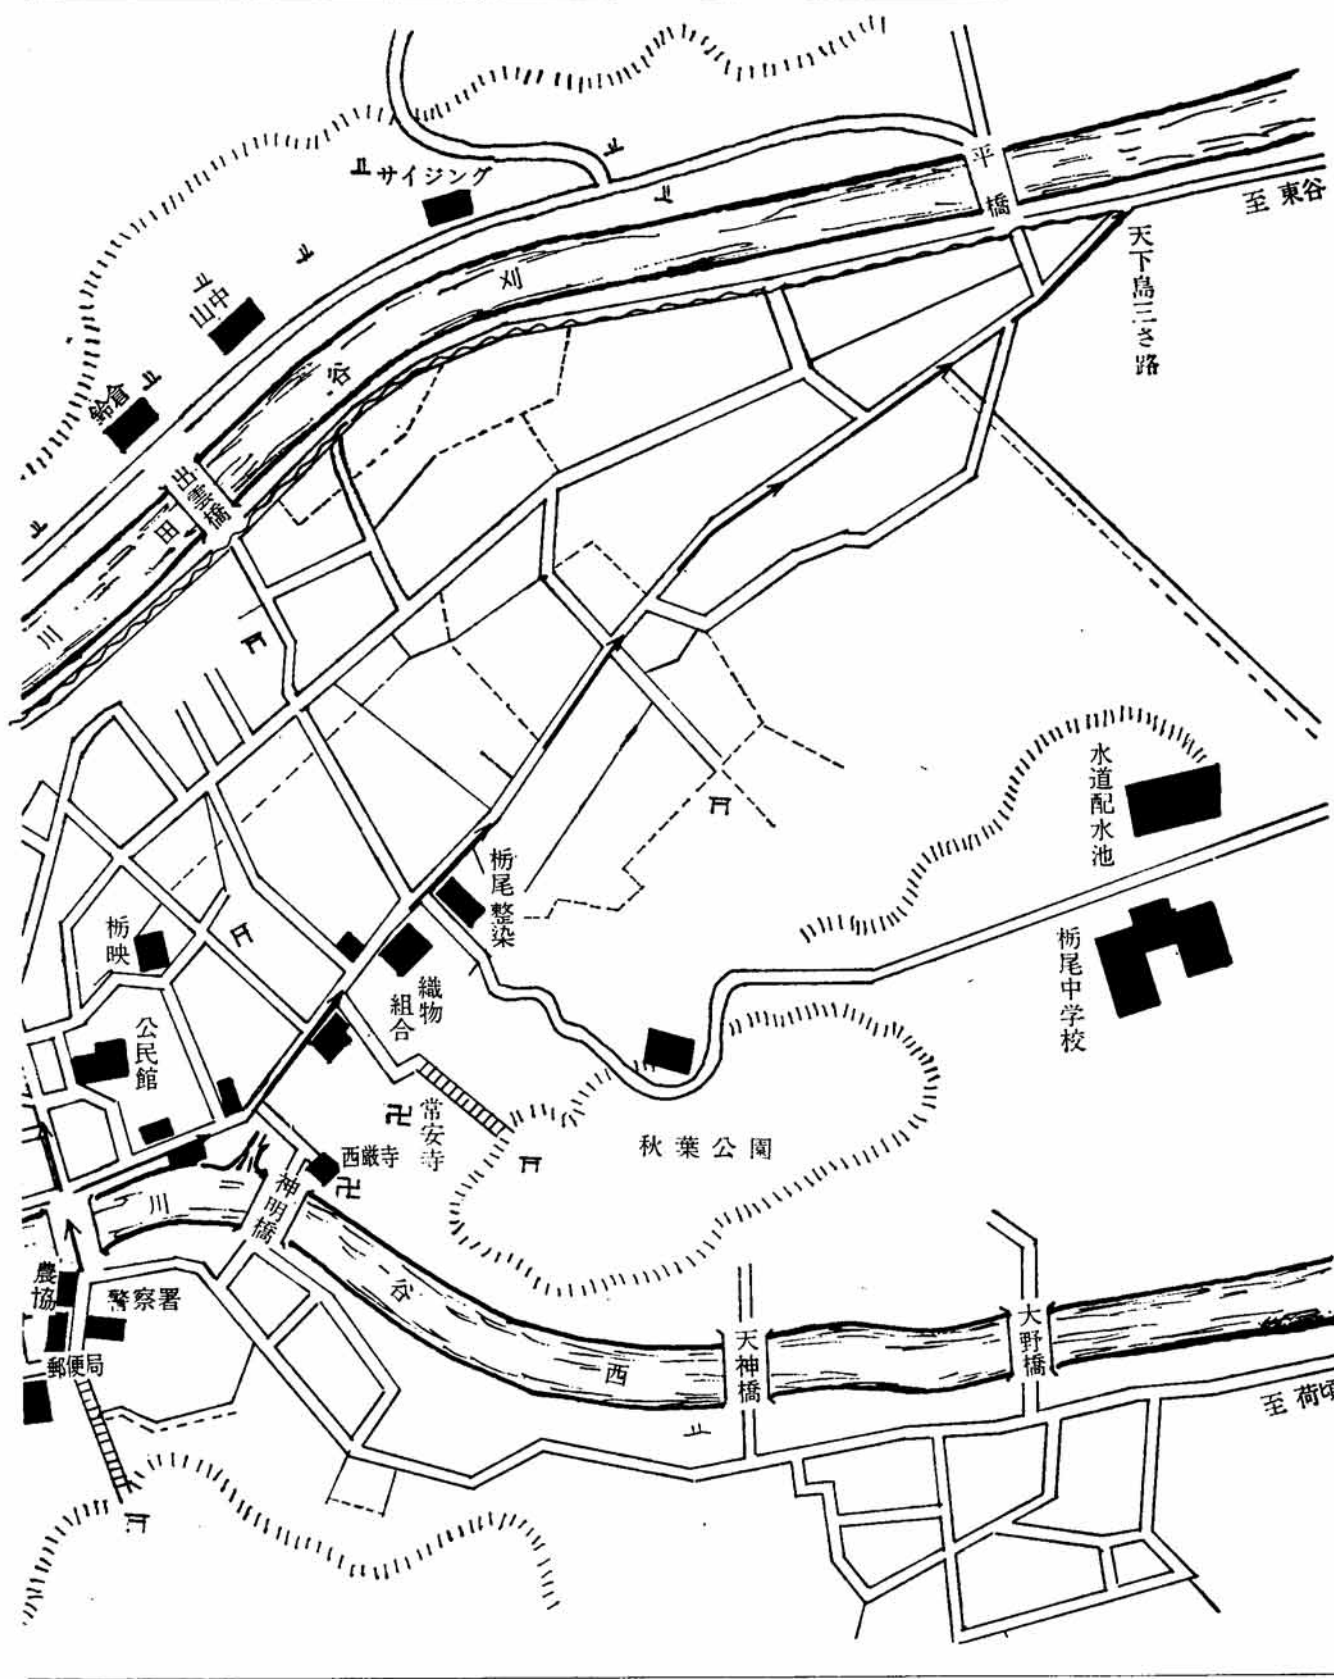 サイジング
山中
鈴倉
出雲橋
平橋
至 東谷
天下島三さ路
刈
谷
田
川
水道配水池
栃尾中学校
栃尾整染
織物
組合
栃映
公民館
常安寺
西厳寺
秋葉公園
神明橋
川
谷
西
農協
警察署
郵便局
天神橋
大野橋
至 荷頃